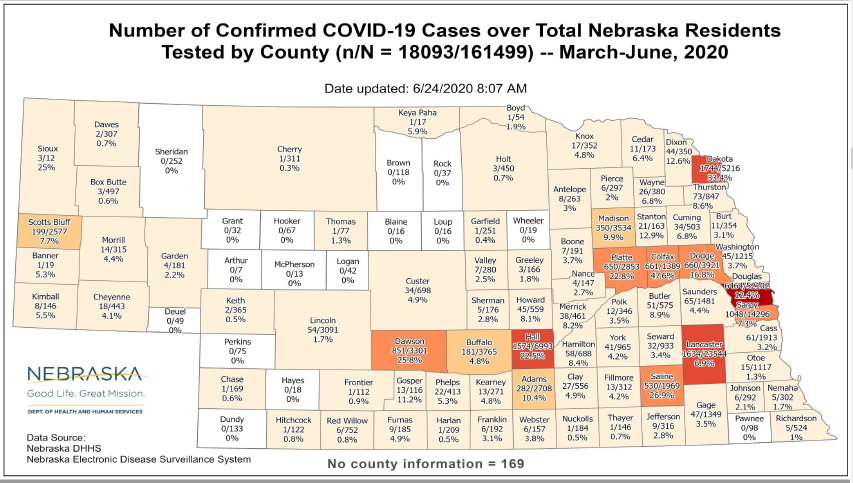 Number of Confirmed COVID-19 Cases over Total Nebraska Residents
Tested by County (n/N = 18093/161499) -- March-June, 2020
Date updated: 6/24/2020 8:07 AM
Sioux
3/12
25%
Dawes
2/307
0.7%
Box Butte
3/497
0.6%
Sheridan
0/252
0%
Scotts Bluff
199/2577
7.7%
Banner
1/19
5.3%
Kimball
8/146
5.5%
Morrill
14/315
4.4%
Cheyenne
18/443
4.1%
Garden
4/181
2.2%
Deuel
0/49
0%
Cherry
1/311
0.3%
Keya Paha
1/17
5.9%
Boyd
1/54
1.9%
Brown
0/118
0%
Rock
0/37
0%
Holt
3/450
0.7%
Grant
0/32
0%
Hooker
0/67
0%
Thomas
1/77
1.3%
Blaine
0/16
0%
Loup
0/16
0%
Garfield
1/251
0.4%
Wheeler
0/19
0%
Arthur
0/7
0%
McPherson
0/13
0%
Logan
0/42
0%
Custer
34/698
4.9%
Valley
7/280
2.5%
Greeley
3/166
1.8%
Keith
2/365
0.5%
Lincoln
54/3091
1.7%
Sherman
5/176
2.8%
Howard
45/559
8.1%
Perkins
0/75
0%
Dawson
851/3301
25.8%
Buffalo
181/3765
4.8%
Hall
1574/6993
22.5%
Chase
1/169
0.6%
Hayes
0/18
0%
Frontier
1/112
0.9%
Gosper
13/116
11.2%
Phelps
22/413
5.3%
Kearney
13/271
4.8%
Adams
282/2708
10.4%
Dundy
0/133
0%
Hitchcock
1/122
0.8%
Red Willow
6/752
0.8%
Furnas
9/185
4.9%
Harlan
1/209
0.5%
Franklin
6/192
3.1%
Webster
6/157
3.8%
Knox
17/352
4.8%
Cedar
11/173
6.4%
Dixon
44/350
12.6%
Dakota
1744/5216
33.4%
Antelope
8/263
3%
Pierce
6/297
2%
Wayne
26/380
6.8%
Thurston
73/847
8.6%
Madison
350/3534
9.9%
Stanton
21/163
12.9%
Cuming
34/503
6.8%
Burt
11/354
3.1%
Boone
7/191
3.7%
Platte
650/2853
22.8%
Colfax
661/1389
47.6%
Dodge
660/3921
16.8%
Washington
45/1215
3.7%
Nance
4/147
2.7%
Douglas
12.4%
Merrick
38/461
8.2%
Polk
12/346
3.5%
Butler
51/575
8.9%
Saunders
65/1481
4.4%
Sarpy
1048/14296
7.3%
Hamilton
58/688
8.4%
York
41/965
4.2%
Seward
32/933
3.4%
Lancaster
1634/23544
6.9%
Cass
61/1913
3.2%
Otoe
15/1117
1.3%
Clay
27/556
4.9%
Fillmore
13/312
4.2%
Saline
530/1969
26.9%
Gage
47/1349
3.5%
Johnson
6/292
2.1%
Nemaha
5/302
1.7%
Nuckolls
1/184
0.5%
Thayer
1/146
0.7%
Jefferson
9/316
2.8%
Pawnee
0/98
0%
Richardson
5/524
1%
NEBRASKA
Good Life. Great Mission.
DEPT. OF HEALTH AND HUMAN SERVICES
Data Source:
Nebraska DHHS
Nebraska Electronic Disease Surveillance System
No county information = 169